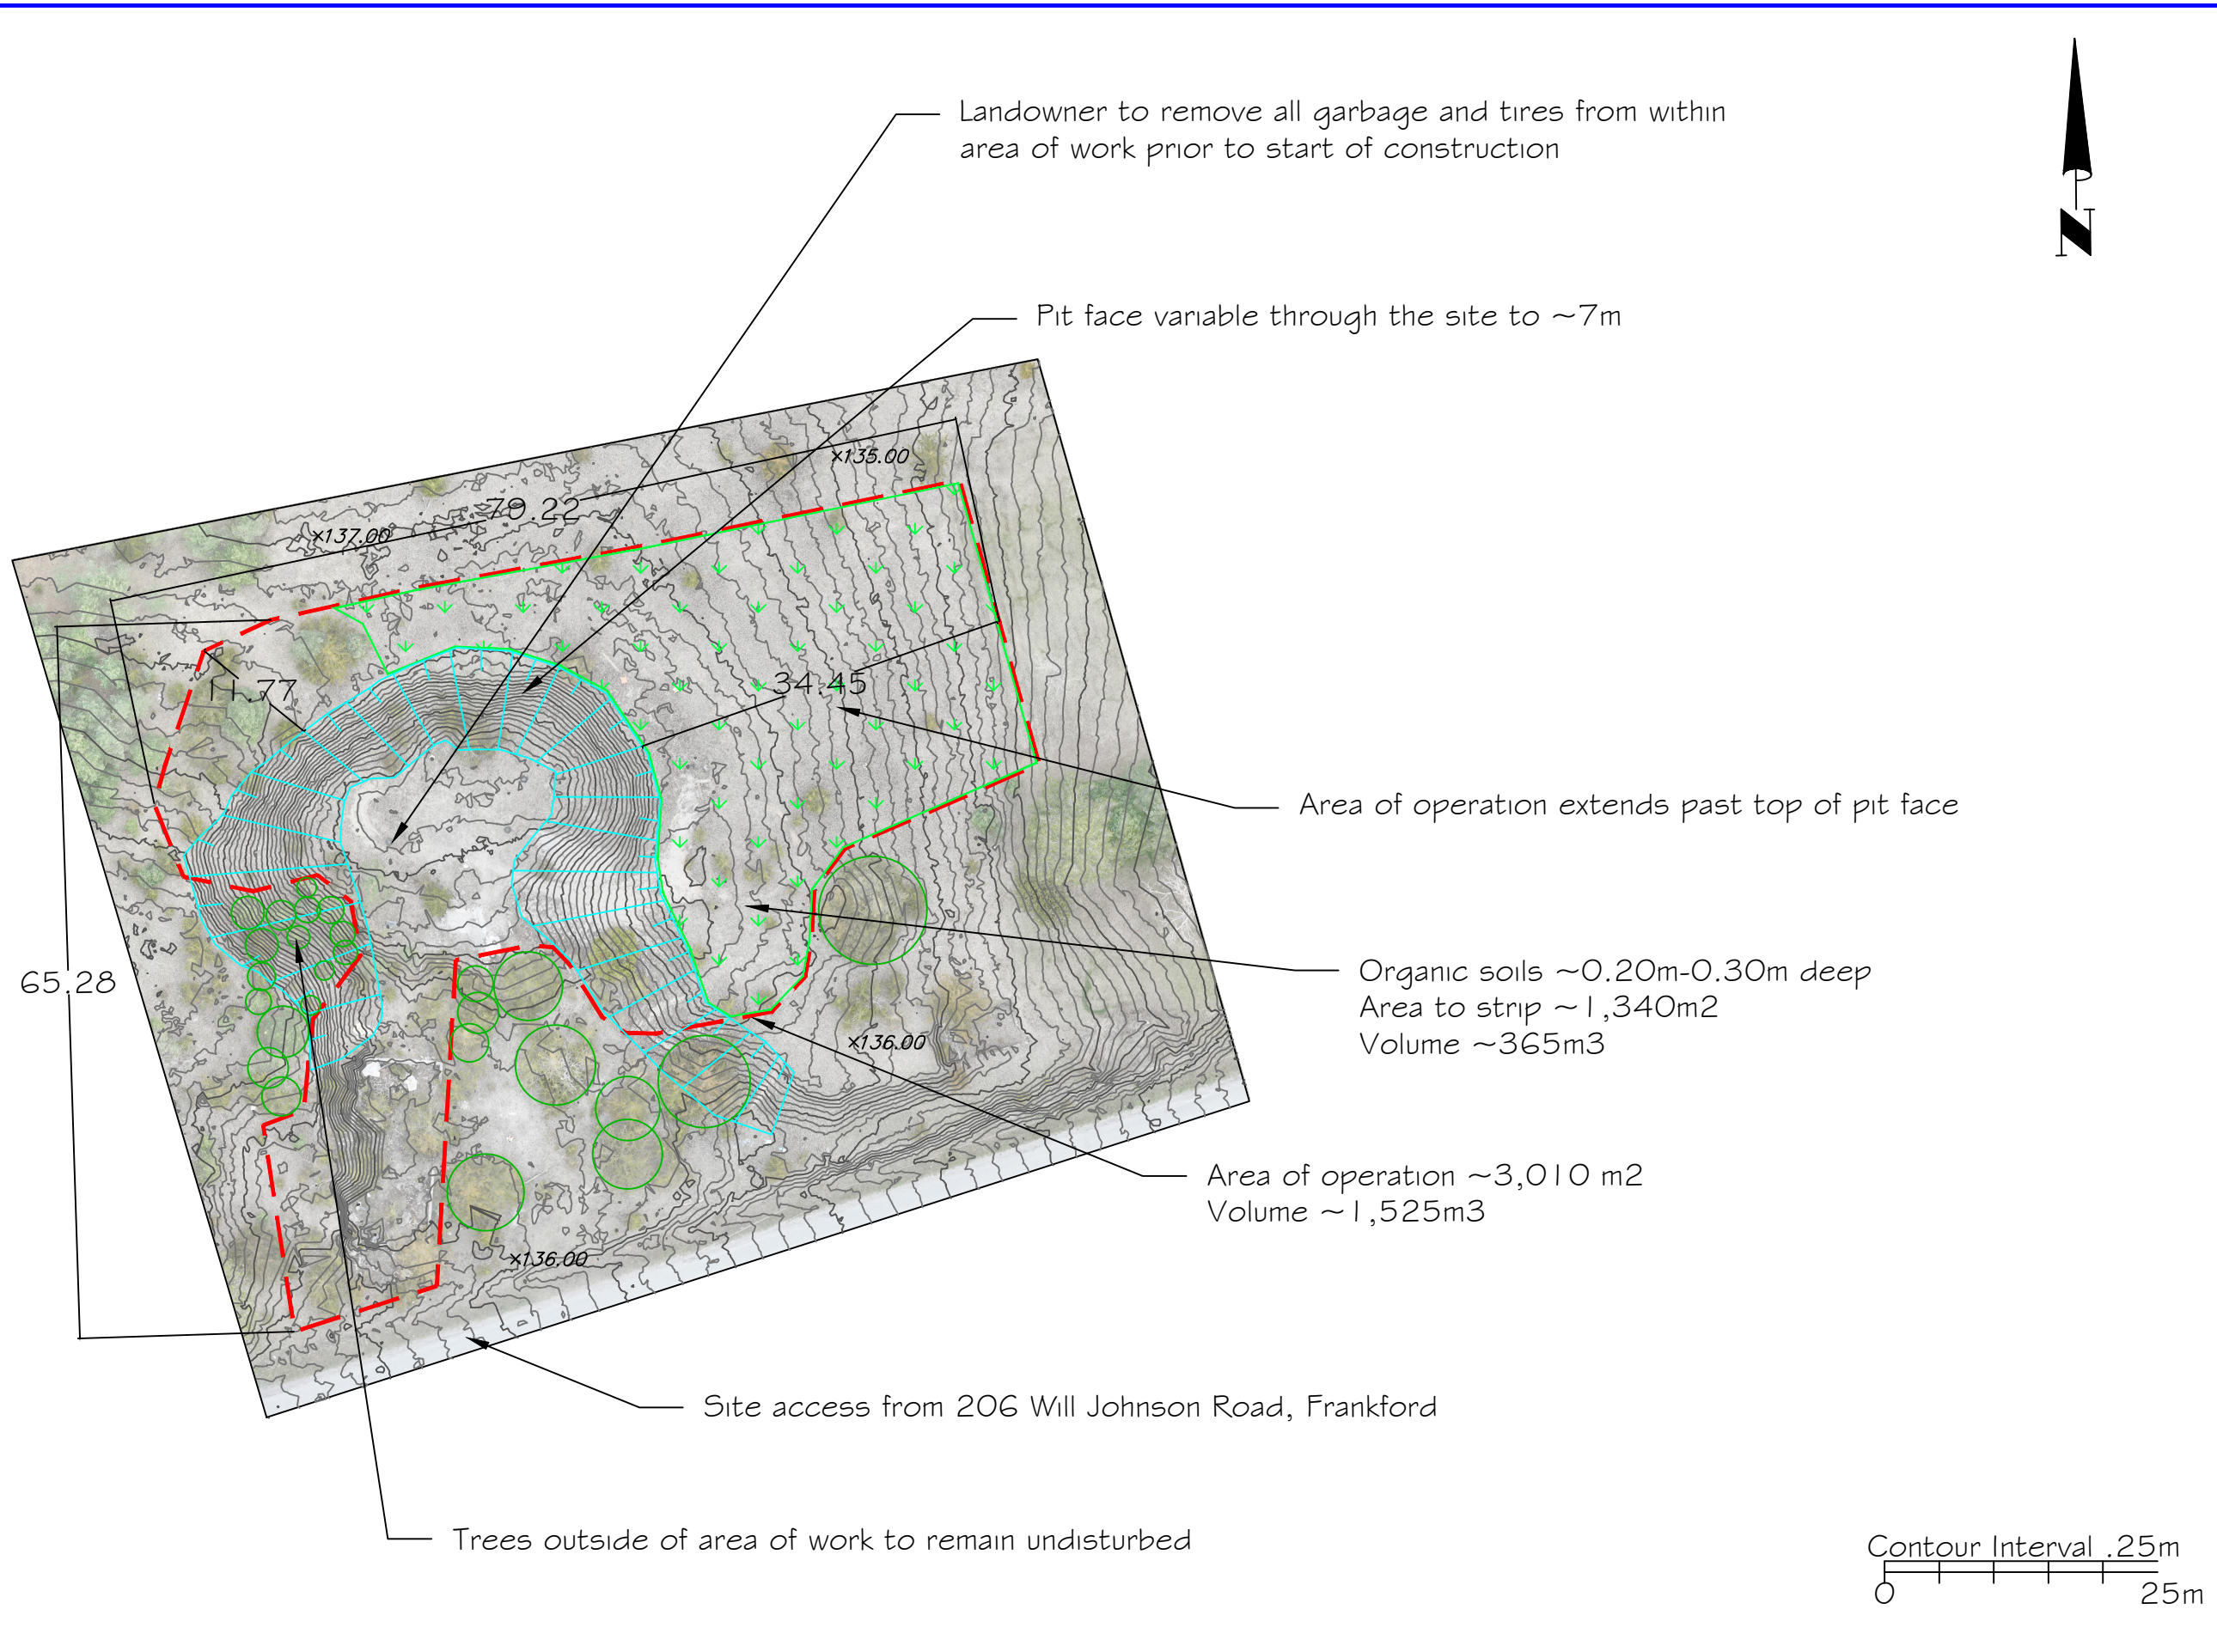 Landowner to remove all garbage and tires from within
area of work prior to start of construction
N
Pit face variable through the site to ~7m
×135.00
79.22
×137.00
11.77
34.45
Area of operation extends past top of pit face
65.28
Organic soils ~0.20m-0.30m deep
Area to strip ~1,340m2
Volume ~365m3
×136.00
Area of operation ~3,010 m2
Volume ~1,525m3
×136.00
Site access from 206 Will Johnson Road, Frankford
Trees outside of area of work to remain undisturbed
Contour Interval .25m
0 25m